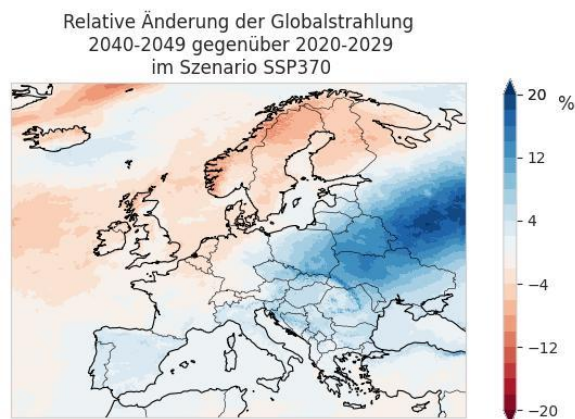 Relative Änderung der Globalstrahlung
2040-2049 gegenüber 2020-2029
im Szenario SSP370
20
%
12
4
−4
−12
−20